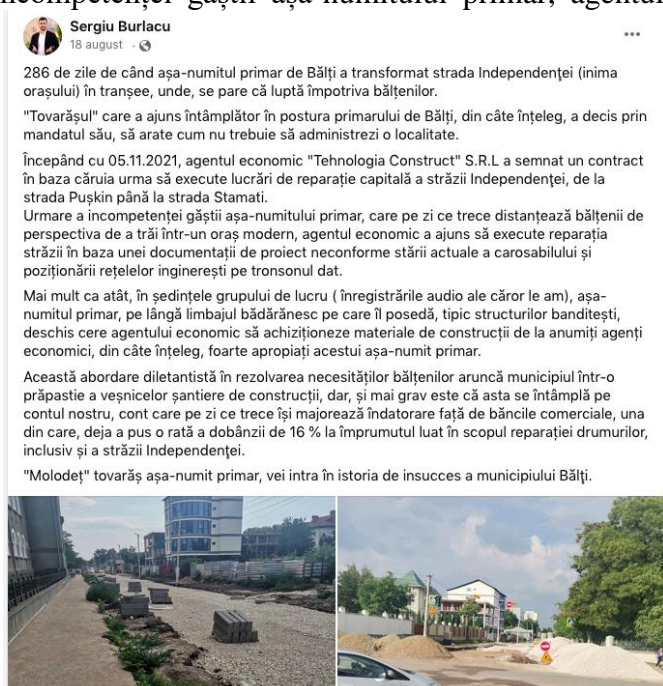 incompetenței găștii așa-numitului primar, agentul
Sergiu Burlacu
18 august ·
286 de zile de când așa-numitul primar de Bălți a transformat strada Independenţei (inima
orașului) în tranșee, unde, se pare că luptă împotriva bălțenilor.
"Tovarășul" care a ajuns întâmplător în postura primarului de Bălți, din câte înțeleg, a decis prin
mandatul său, să arate cum nu trebuie să administrezi o localitate.
Începând cu 05.11.2021, agentul economic "Tehnologia Construct" S.R.L a semnat un contract
în baza căruia urma să execute lucrări de reparație capitală a străzii Independenţei, de la
strada Pușkin până la strada Stamati.
Urmare a incompetenței găștii așa-numitului primar, care pe zi ce trece distanțează bălțenii de
perspectiva de a trăi într-un oraș modern, agentul economic a ajuns să execute reparația
străzii în baza unei documentații de proiect neconforme stării actuale a carosabilului și
poziționării rețelelor inginerești pe tronsonul dat.
Mai mult ca atât, în ședințele grupului de lucru ( înregistrările audio ale căror le am), așa-
numitul primar, pe lângă limbajul bădărănesc pe care îl posedă, tipic structurilor banditești,
deschis cere agentului economic să achiziționeze materiale de construcții de la anumiți agenți
economici, din câte înțeleg, foarte apropiați acestui așa-numit primar.
Această abordare diletantistă în rezolvarea necesităților bălțenilor aruncă municipiul într-o
prăpastie a veșnicelor șantiere de construcții, dar, și mai grav este că asta se întâmplă pe
contul nostru, cont care pe zi ce trece își majorează îndatorare față de băncile comerciale, una
din care, deja a pus o rată a dobânzii de 16 % la împrumutul luat în scopul reparației drumurilor,
inclusiv și a străzii Independenţei.
"Molodeț" tovarăș așa-numit primar, vei intra în istoria de insucces a municipiului Bălţi.